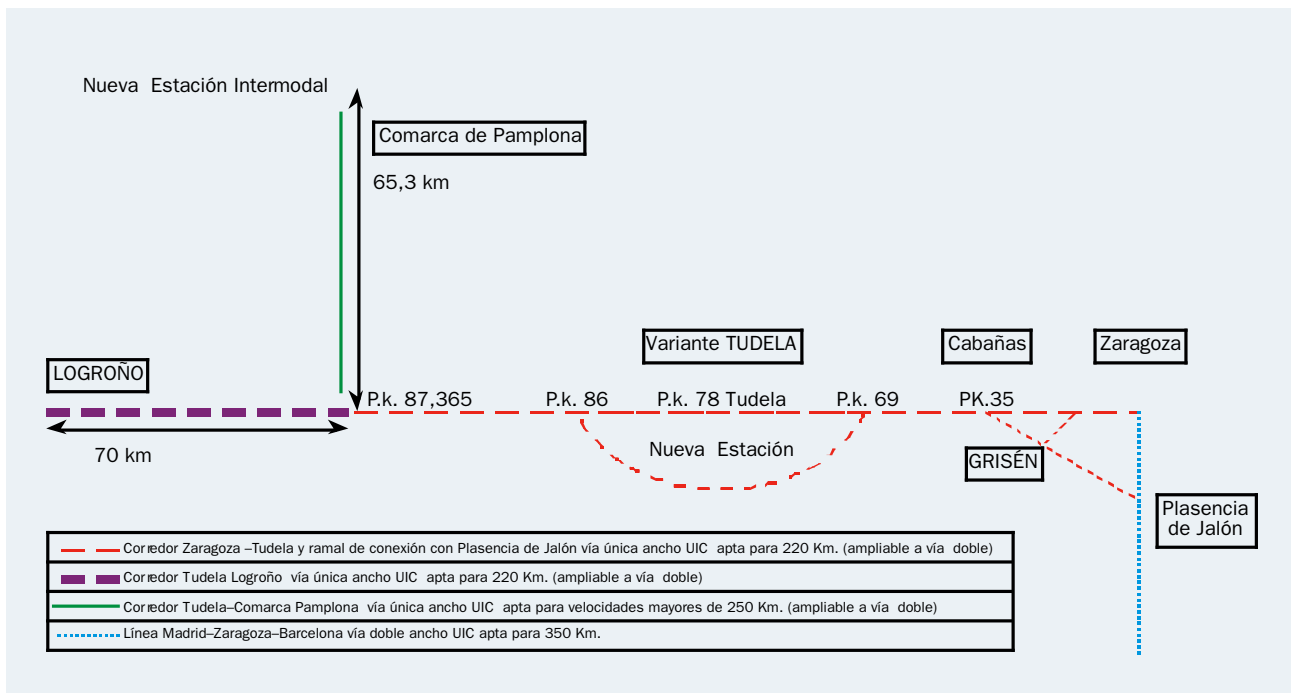 Nueva Estación Intermodal
Comarca de Pamplona
65,3 km
LOGROÑO
Variante TUDELA
Cabañas
Zaragoza
P.k. 87,365
P.k. 86
P.k. 78 Tudela
P.k. 69
PK.35
70 km
Nueva Estación
GRISÉN
Plasencia
de Jalón
Corredor Zaragoza –Tudela y ramal de conexión con Plasencia de Jalón vía única ancho UIC apta para 220 Km. (ampliable a vía doble)
Corredor Tudela Logroño vía única ancho UIC apta para 220 Km. (ampliable a vía doble)
Corredor Tudela–Comarca Pamplona vía única ancho UIC apta para velocidades mayores de 250 Km. (ampliable a vía doble)
Línea Madrid–Zaragoza–Barcelona vía doble ancho UIC apta para 350 Km.